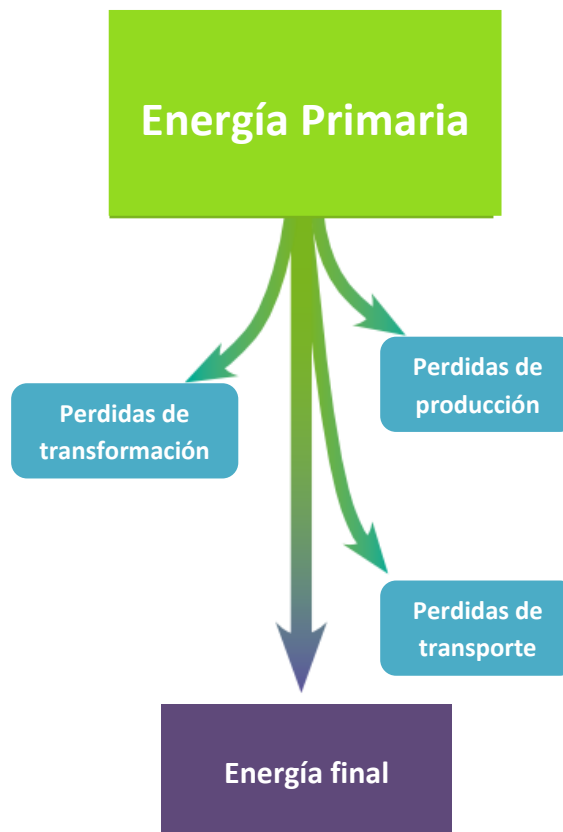 Energía Primaria
Perdidas de
producción
Perdidas de
transformación
Perdidas de
transporte
Energía final